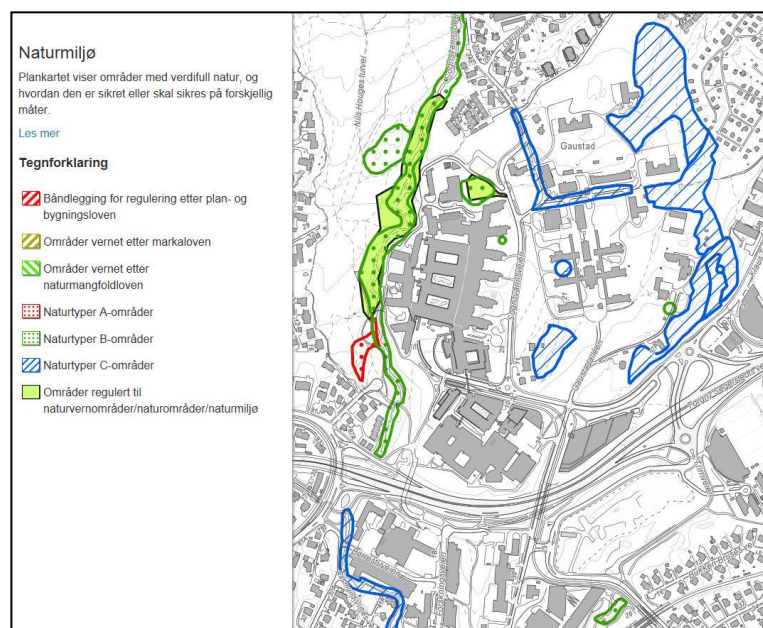 Naturmiljø
Plankartet viser områder med verdifull natur, og
hvordan den er sikret eller skal sikres på forskjellig
måter.
Les mer
Tegnforklaring
Båndlegging for regulering etter plan- og
bygningsloven
Områder vernet etter markaloven
Områder vernet etter
naturmangfoldloven
Naturtyper A-områder
Naturtyper B-områder
Naturtyper C-områder
Områder regulert til
naturvernområder/naturområder/naturmiljø
Nils Houges tuvei
Gaustad